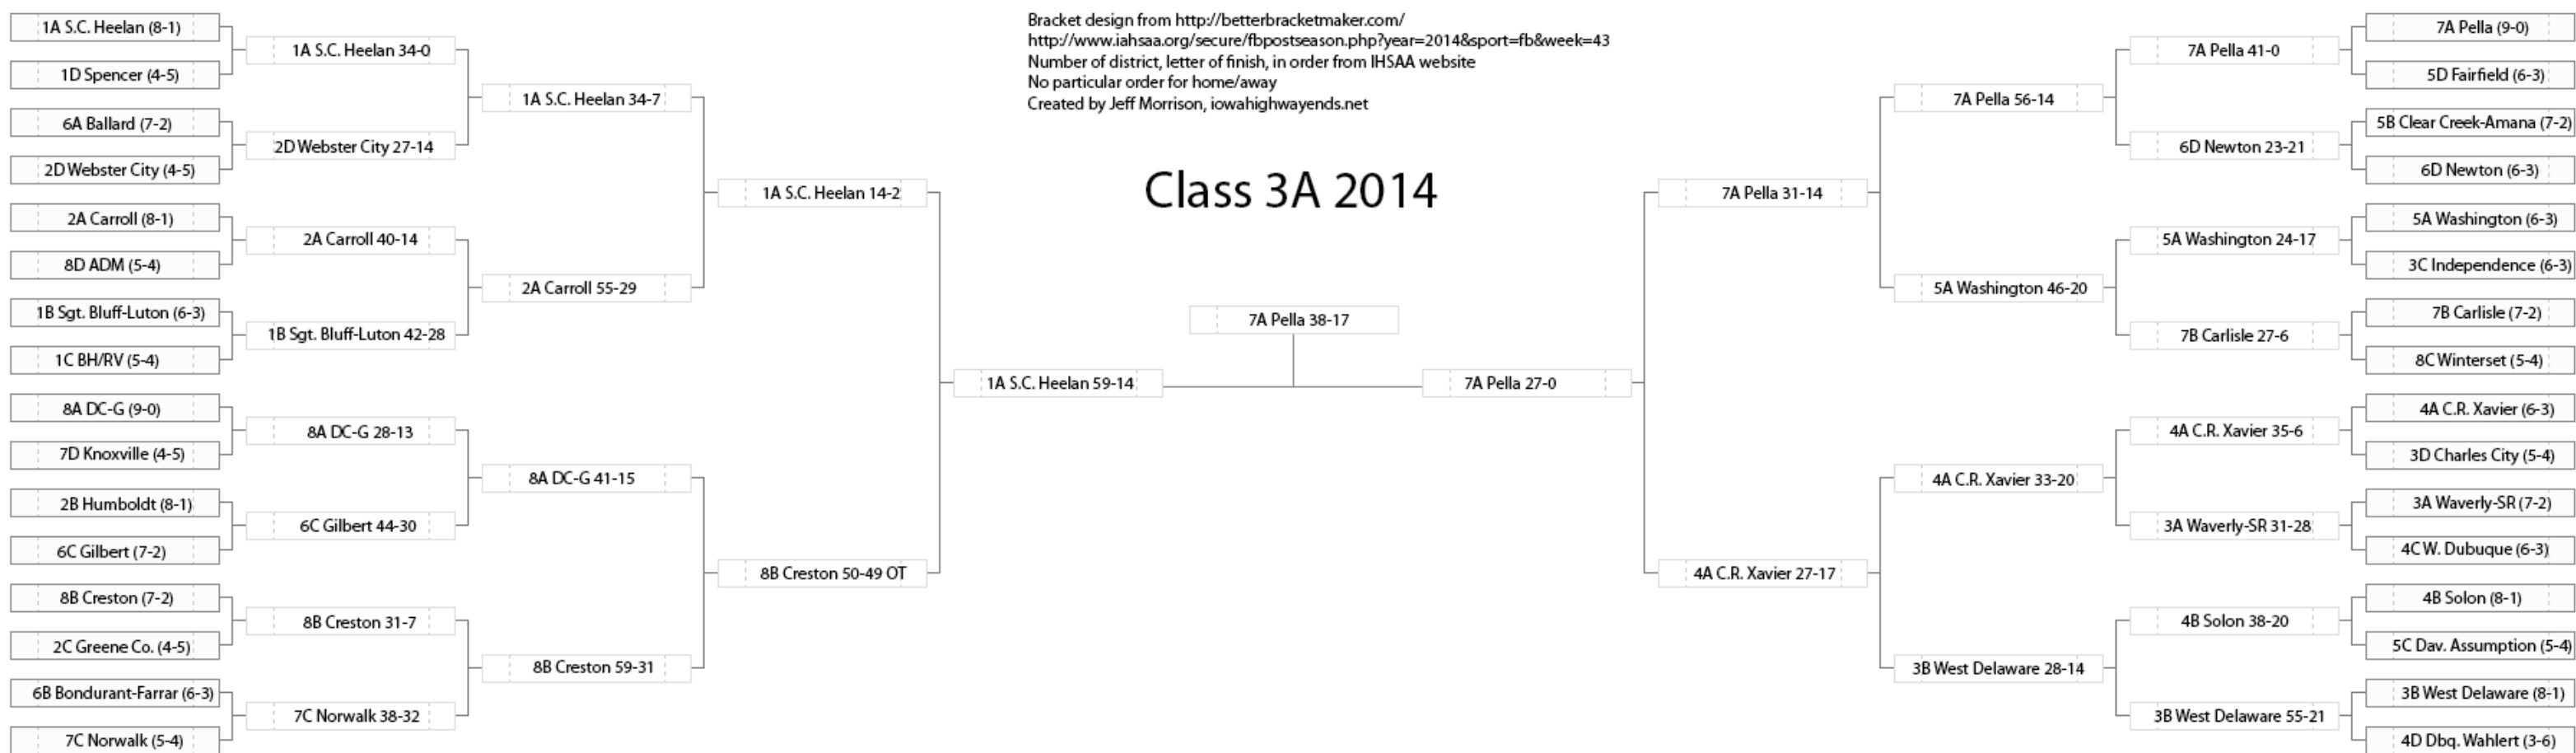 1A S.C. Heelan (8-1)
1D Spencer (4-5)
6A Ballard (7-2)
2D Webster City (4-5)
2A Carroll (8-1)
8D ADM (5-4)
1B Sgt. Bluff-Luton (6-3)
1C BH/RV (5-4)
8A DC-G (9-0)
7D Knoxville (4-5)
2B Humboldt (8-1)
6C Gilbert (7-2)
8B Creston (7-2)
2C Greene Co. (4-5)
6B Bondurant-Farrar (6-3)
7C Norwalk (5-4)
1A S.C. Heelan 34-0
2D Webster City 27-14
2A Carroll 40-14
1B Sgt. Bluff-Luton 42-28
8A DC-G 28-13
6C Gilbert 44-30
8B Creston 31-7
7C Norwalk 38-32
1A S.C. Heelan 34-7
2A Carroll 55-29
8A DC-G 41-15
8B Creston 59-31
1A S.C. Heelan 14-2
8B Creston 50-49 OT
1A S.C. Heelan 59-14
Bracket design from http://betterbracketmaker.com/
http://www.iahsaa.org/secure/fbpostseason.php?year=2014&sport=fb&week=43
Number of district, letter of finish, in order from IHSAA website
No particular order for home/away
Created by Jeff Morrison, iowahighwayends.net
Class 3A 2014
7A Pella 38-17
7A Pella 27-0
7A Pella 31-14
4A C.R. Xavier 27-17
7A Pella 56-14
5A Washington 46-20
4A C.R. Xavier 33-20
3B West Delaware 28-14
7A Pella 41-0
6D Newton 23-21
5A Washington 24-17
7B Carlisle 27-6
4A C.R. Xavier 35-6
3A Waverly-SR 31-28
4B Solon 38-20
3B West Delaware 55-21
7A Pella (9-0)
5D Fairfield (6-3)
5B Clear Creek-Amana (7-2)
6D Newton (6-3)
5A Washington (6-3)
3C Independence (6-3)
7B Carlisle (7-2)
8C Winterset (5-4)
4A C.R. Xavier (6-3)
3D Charles City (5-4)
3A Waverly-SR (7-2)
4C W. Dubuque (6-3)
4B Solon (8-1)
5C Dav. Assumption (5-4)
3B West Delaware (8-1)
4D Dbq. Wahlert (3-6)